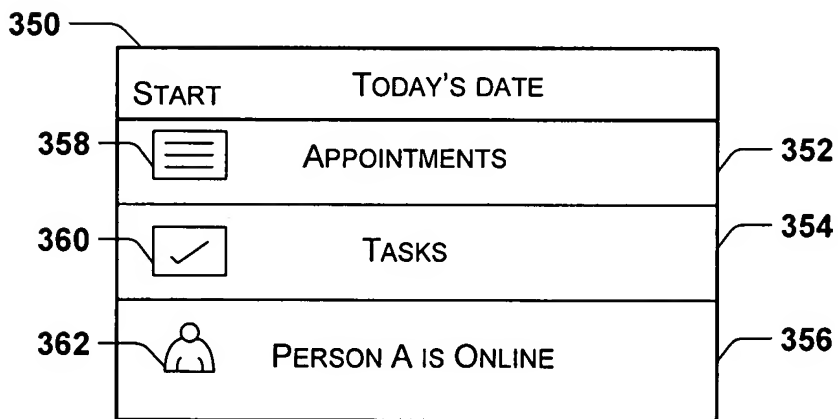 350
START TODAY'S DATE
358 APPOINTMENTS 352
360 TASKS 354
362 PERSON A IS ONLINE 356